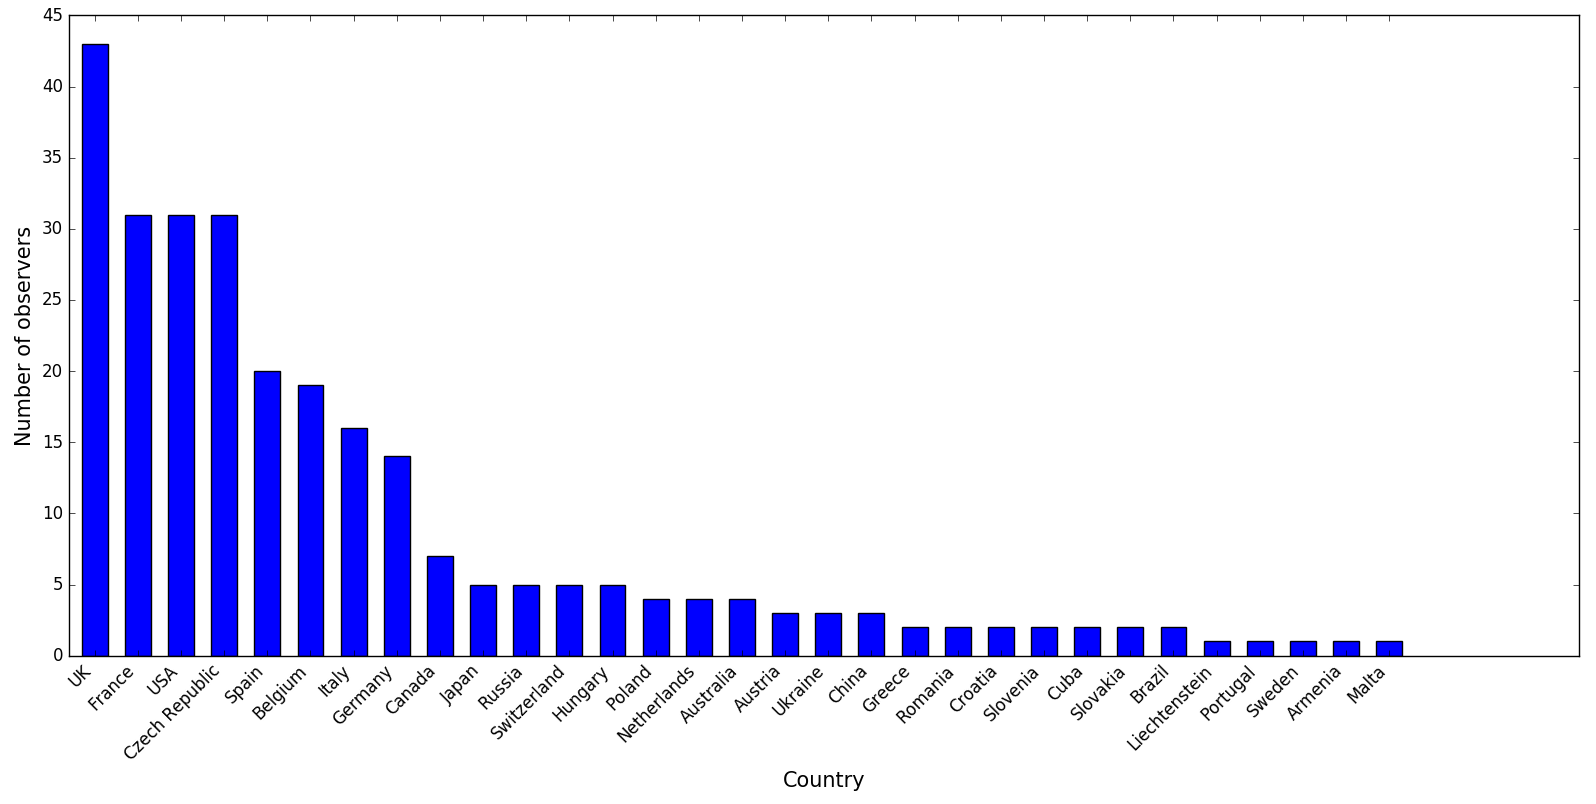 45
40
35
30
25
20
15
10
5
0
Number of observers
UK
France
USA
Czech Republic
Spain
Belgium
Italy
Germany
Canada
Japan
Russia
Switzerland
Hungary
Poland
Netherlands
Australia
Austria
Ukraine
China
Greece
Romania
Croatia
Slovenia
Cuba
Slovakia
Brazil
Liechtenstein
Portugal
Sweden
Armenia
Malta
Country